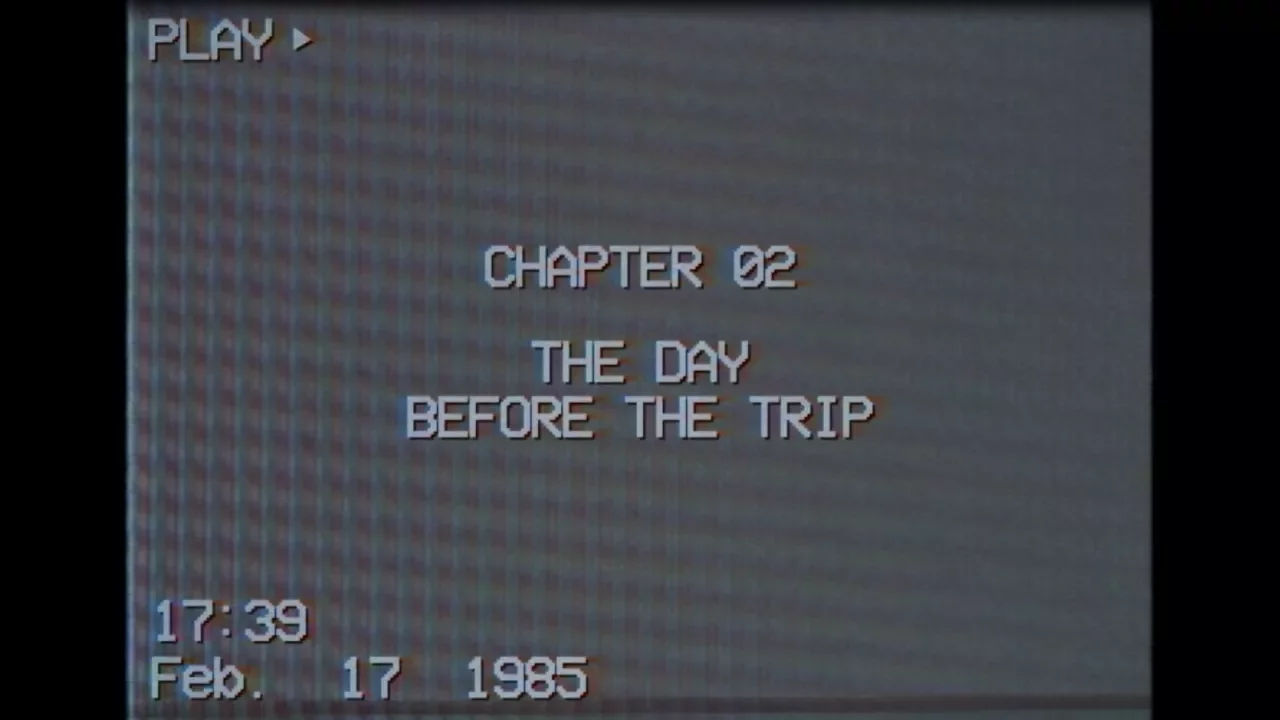 PLAY ▸
CHAPTER 02
THE DAY
BEFORE THE TRIP
17:39
Feb. 17 1985